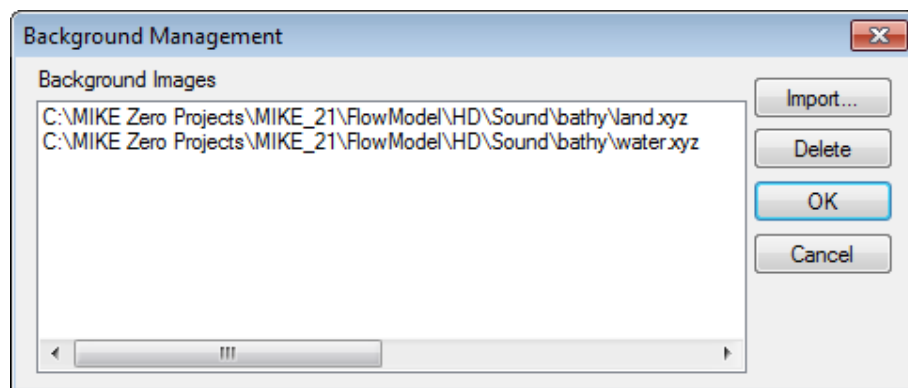 Background Management
Background Images
C:\MIKE Zero Projects\MIKE_21\FlowModel\HD\Sound\bathy\land.xyz
C:\MIKE Zero Projects\MIKE_21\FlowModel\HD\Sound\bathy\water.xyz
Import...
Delete
OK
Cancel